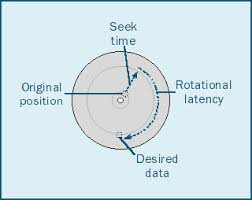 Seek
time
Original
position
Rotational
latency
Desired
data